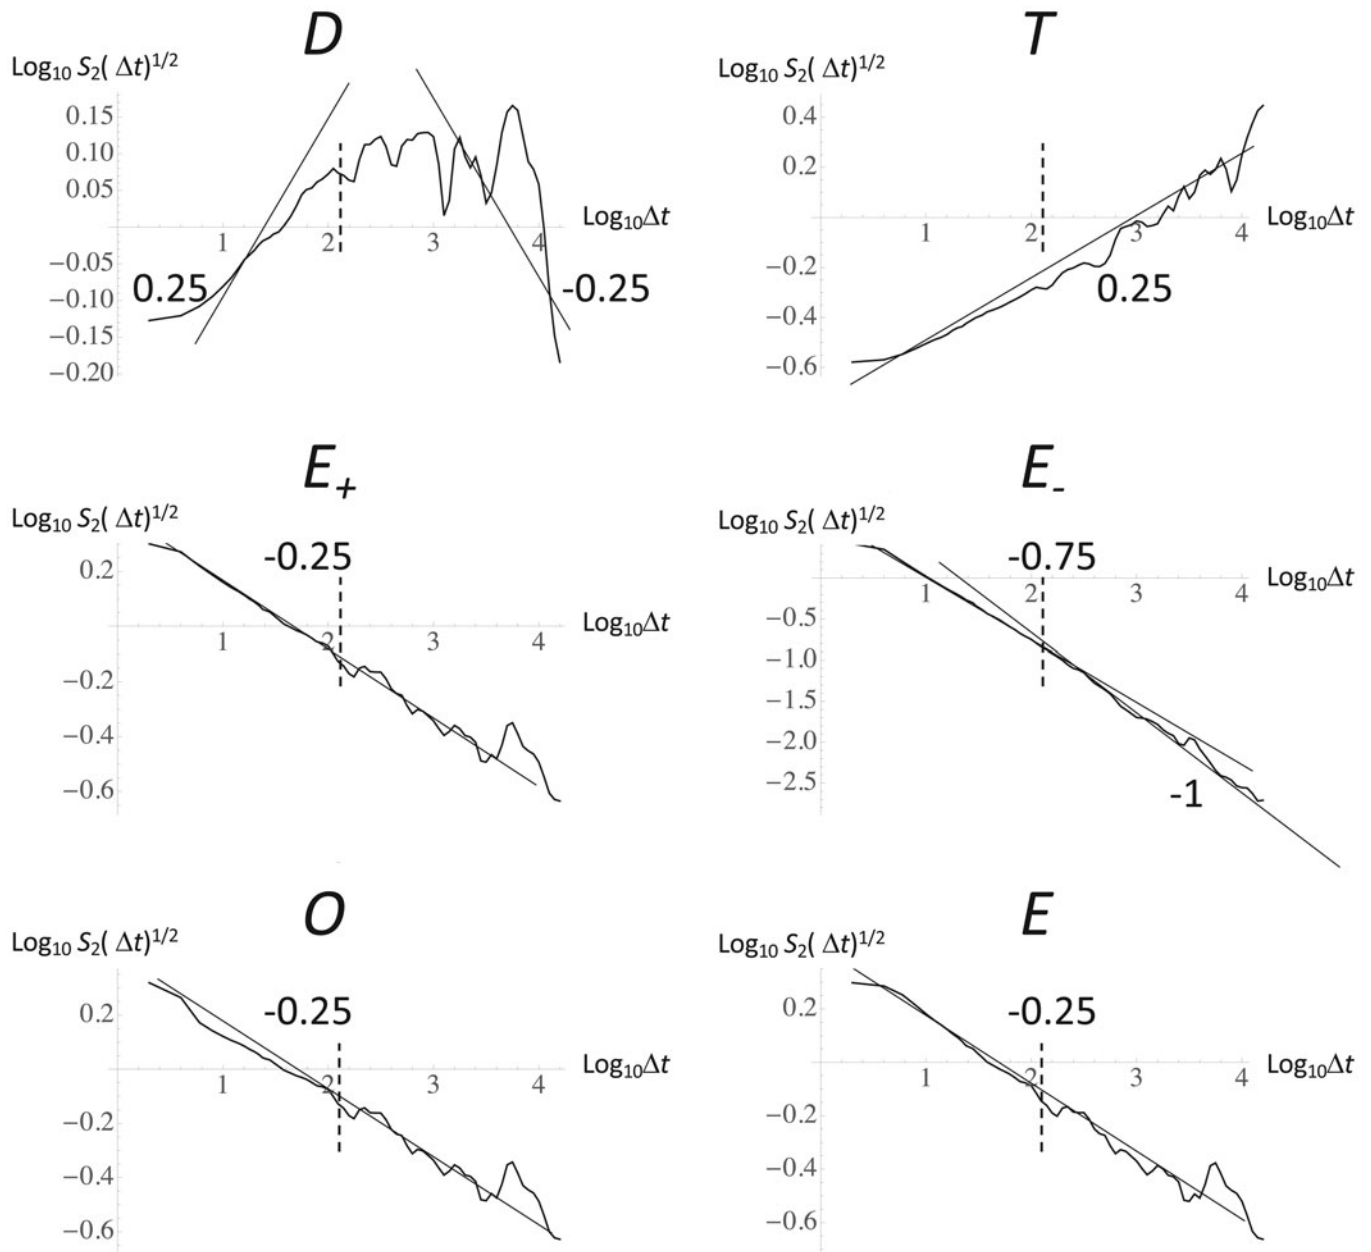 D
Log₁₀ S₂( Δt)^1/2
0.15
0.10
0.05
Log₁₀Δt
1 2 3 4
−0.05
0.25 −0.10 -0.25
−0.15
−0.20
T
Log₁₀ S₂( Δt)^1/2
0.4
0.2
Log₁₀Δt
1 2 3 4
−0.2
0.25
−0.4
−0.6
E₊
Log₁₀ S₂( Δt)^1/2
-0.25
0.2
Log₁₀Δt
1 2 3 4
−0.2
−0.4
−0.6
E₋
Log₁₀ S₂( Δt)^1/2
-0.75
Log₁₀Δt
1 2 3 4
−0.5
−1.0
−1.5
−2.0
−2.5
-1
O
Log₁₀ S₂( Δt)^1/2
-0.25
0.2
Log₁₀Δt
1 2 3 4
−0.2
−0.4
−0.6
E
Log₁₀ S₂( Δt)^1/2
-0.25
0.2
Log₁₀Δt
1 2 3 4
−0.2
−0.4
−0.6